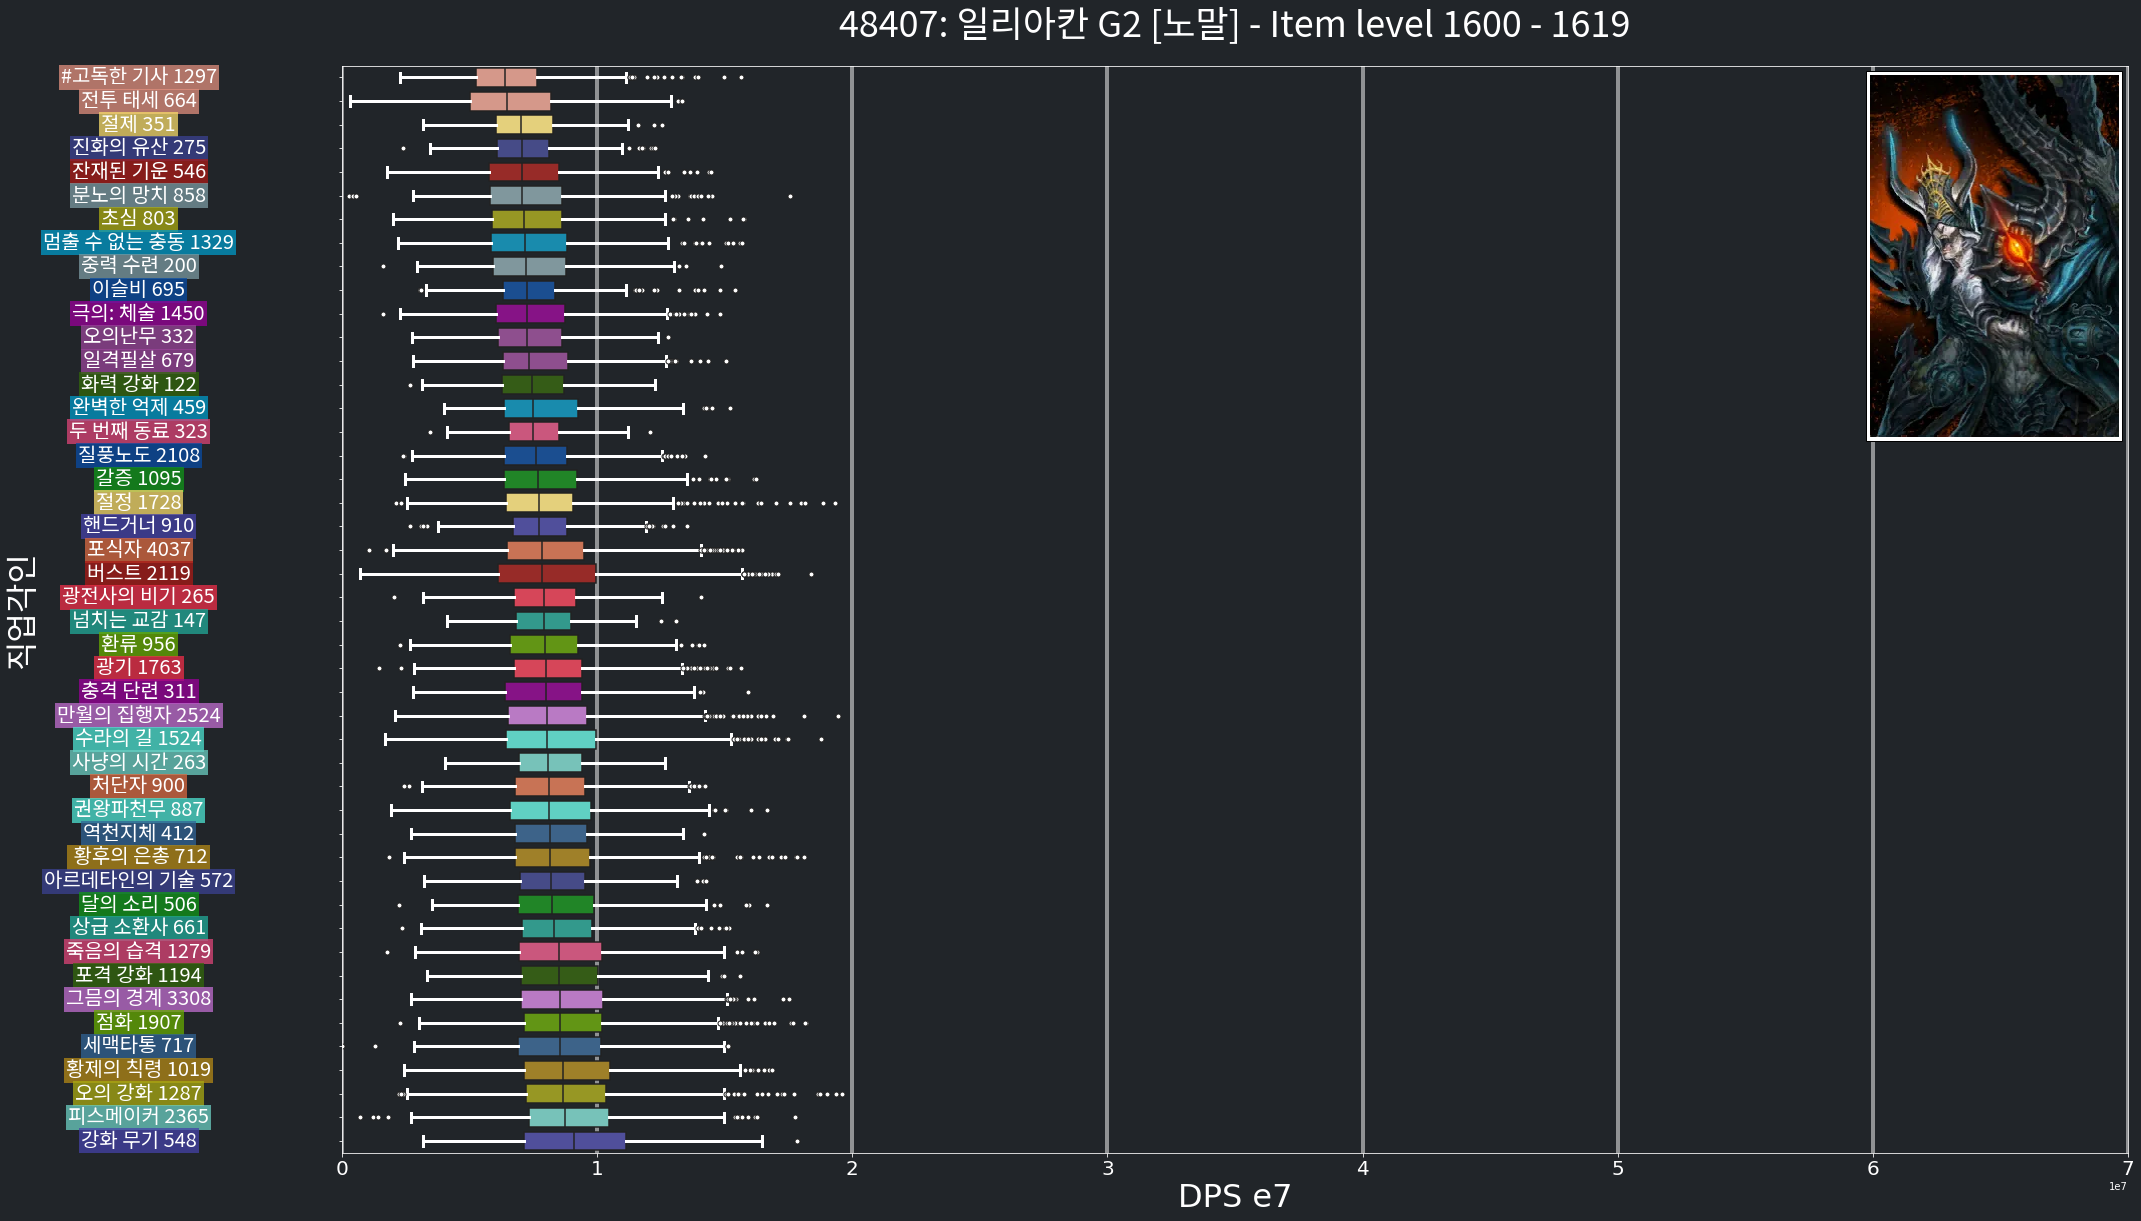 48407: 일리아칸 G2 [노말] - Item level 1600 - 1619
직업각인
#고독한 기사 1297
전투 태세 664
절제 351
진화의 유산 275
잔재된 기운 546
분노의 망치 858
초심 803
멈출 수 없는 충동 1329
중력 수련 200
이슬비 695
극의: 체술 1450
오의난무 332
일격필살 679
화력 강화 122
완벽한 억제 459
두 번째 동료 323
질풍노도 2108
갈증 1095
절정 1728
핸드거너 910
포식자 4037
버스트 2119
광전사의 비기 265
넘치는 교감 147
환류 956
광기 1763
충격 단련 311
만월의 집행자 2524
수라의 길 1524
사냥의 시간 263
처단자 900
권왕파천무 887
역천지체 412
황후의 은총 712
아르데타인의 기술 572
달의 소리 506
상급 소환사 661
죽음의 습격 1279
포격 강화 1194
그믐의 경계 3308
점화 1907
세맥타통 717
황제의 칙령 1019
오의 강화 1287
피스메이커 2365
강화 무기 548
0 1 2 3 4 5 6 7
1e7
DPS e7